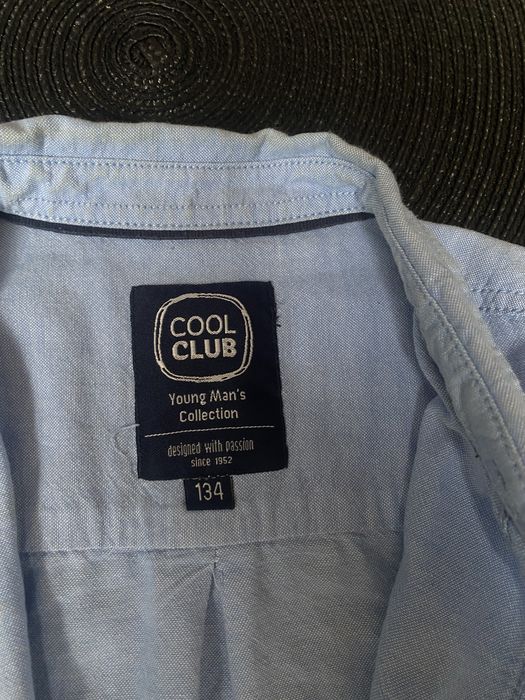 COOL
CLUB
Young Man's
Collection
designed with passion
since 1952
134